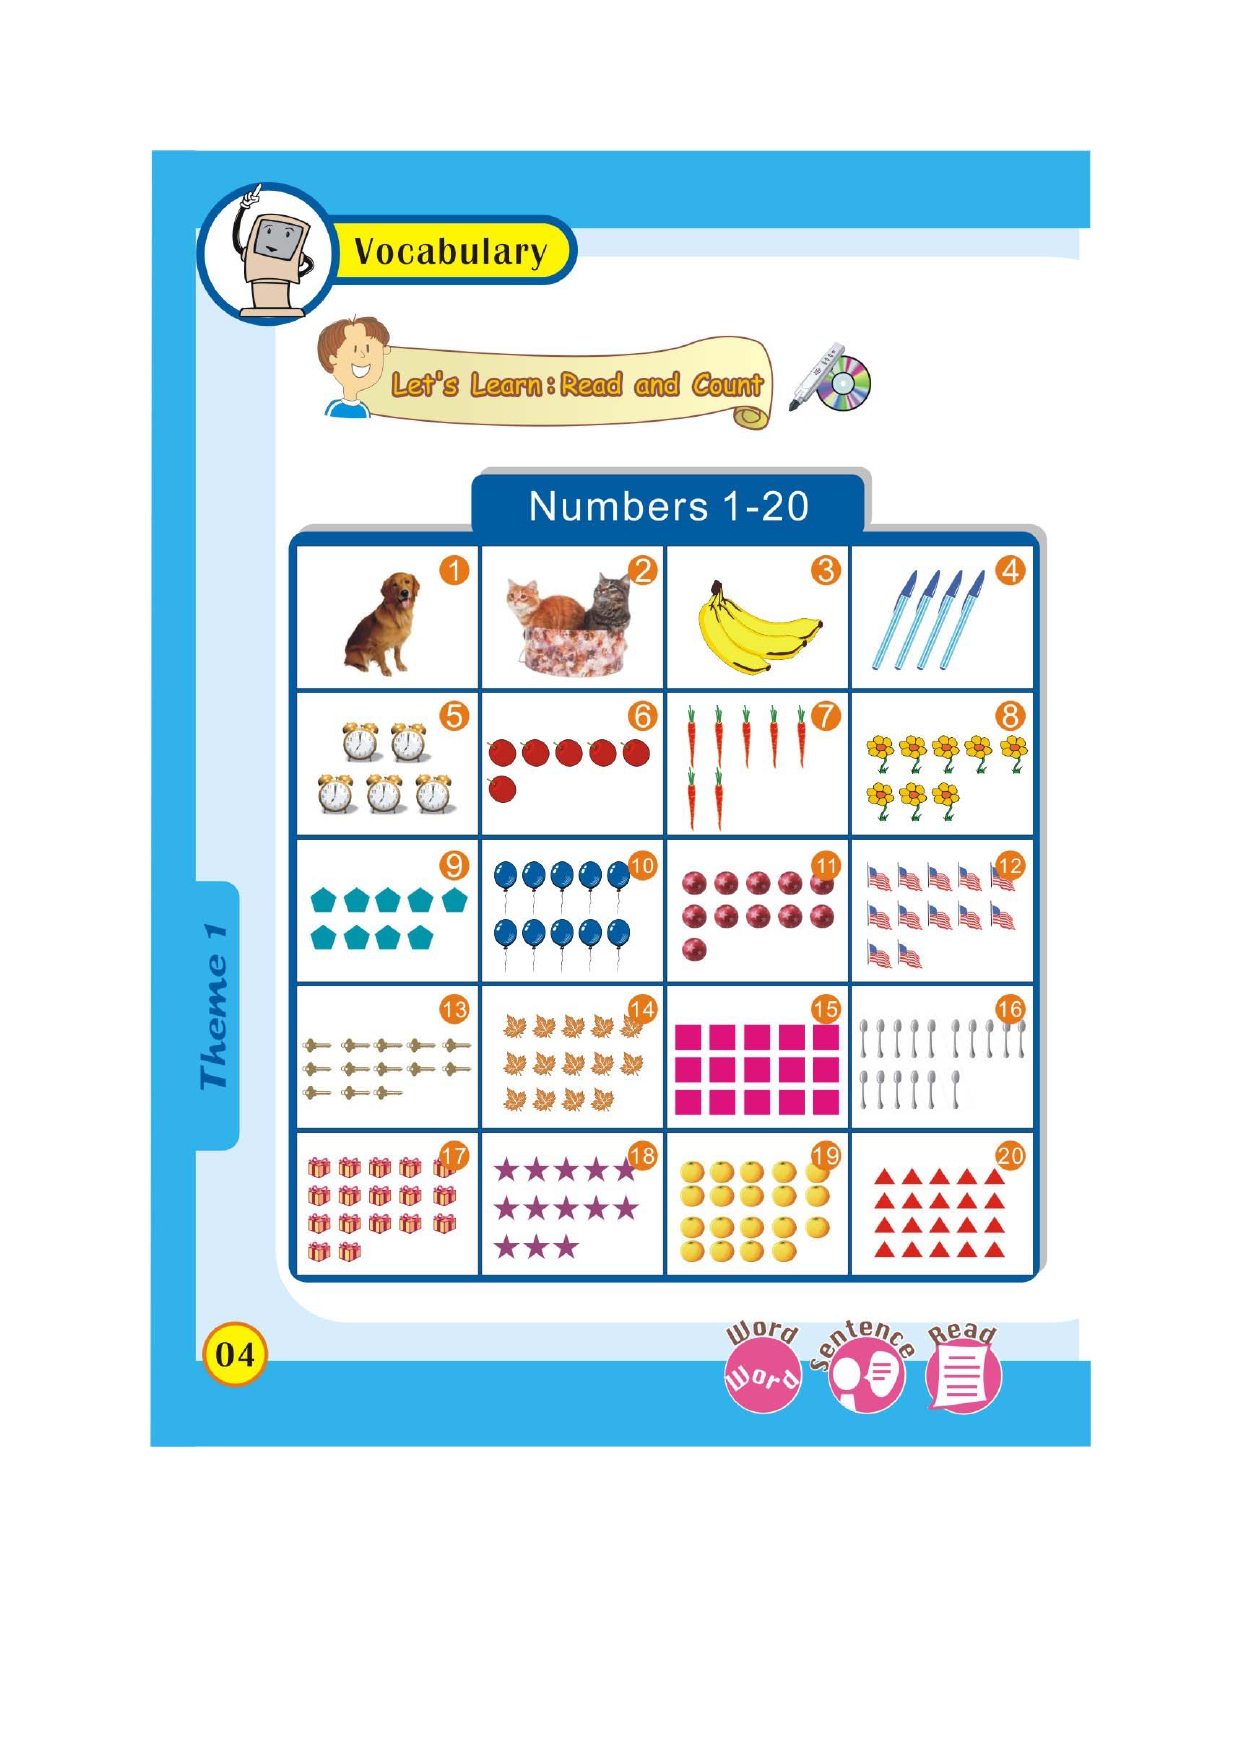 Vocabulary
Let's Learn : Read and Count
Numbers 1-20
1 2 3 4
5 6 7 8
9 10 11 12
13 14 15 16
17 18 19 20
Theme 1
04
Word Sentence Read
Word